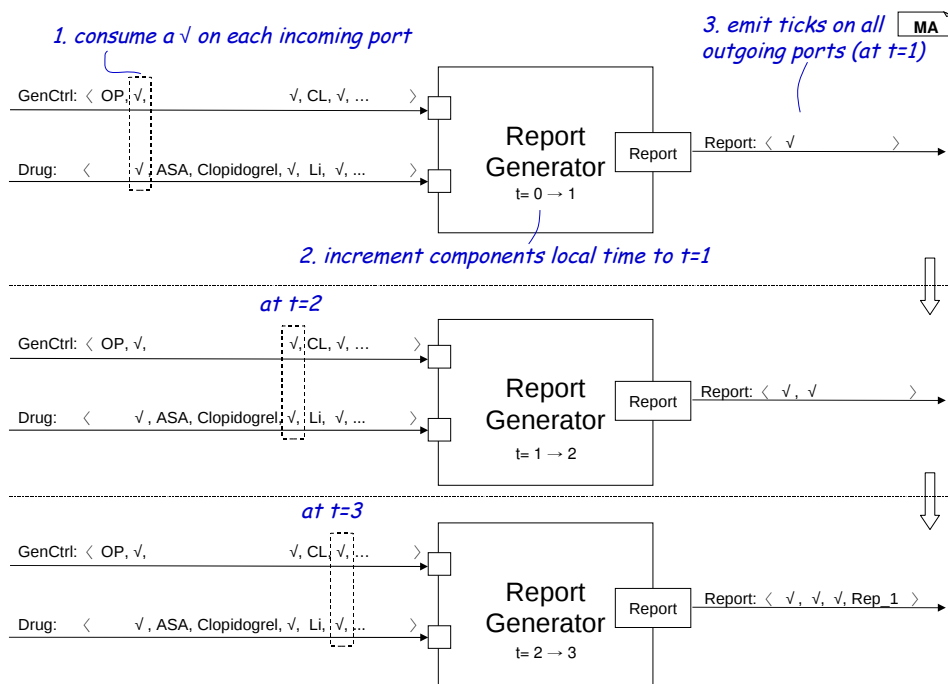 1. consume a √ on each incoming port
3. emit ticks on all
outgoing ports (at t=1)
MA
GenCtrl: 〈 OP, √, √, CL, √, … 〉
Report
Generator
t= 0 → 1
Report
Report: 〈 √ 〉
Drug: 〈 √ , ASA, Clopidogrel, √, Li, √, ... 〉
2. increment components local time to t=1
at t=2
GenCtrl: 〈 OP, √, √, CL, √, … 〉
Report
Generator
t= 1 → 2
Report
Report: 〈 √ , √ 〉
Drug: 〈 √ , ASA, Clopidogrel, √, Li, √, ... 〉
at t=3
GenCtrl: 〈 OP, √, √, CL, √, … 〉
Report
Generator
t= 2 → 3
Report
Report: 〈 √ , √, √, Rep_1 〉
Drug: 〈 √ , ASA, Clopidogrel, √, Li, √, ... 〉